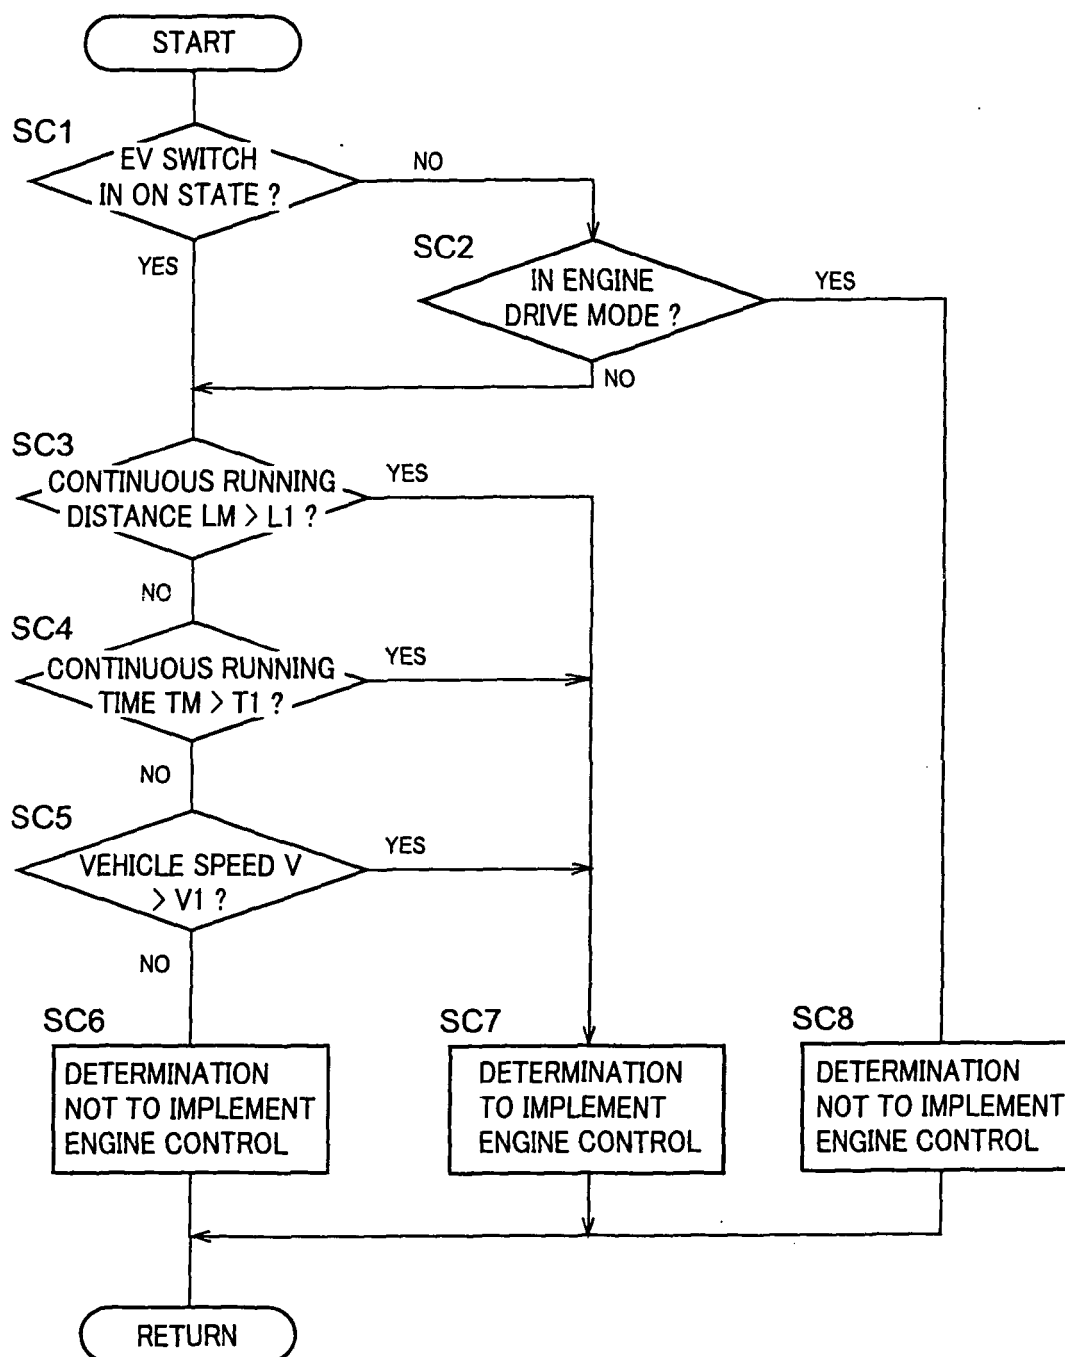 START
SC1
EV SWITCH
IN ON STATE ?
NO
YES
SC2
IN ENGINE
DRIVE MODE ?
YES
NO
SC3
CONTINUOUS RUNNING
DISTANCE LM > L1 ?
YES
NO
SC4
CONTINUOUS RUNNING
TIME TM > T1 ?
YES
NO
SC5
VEHICLE SPEED V
> V1 ?
YES
NO
SC6
DETERMINATION
NOT TO IMPLEMENT
ENGINE CONTROL
SC7
DETERMINATION
TO IMPLEMENT
ENGINE CONTROL
SC8
DETERMINATION
NOT TO IMPLEMENT
ENGINE CONTROL
RETURN